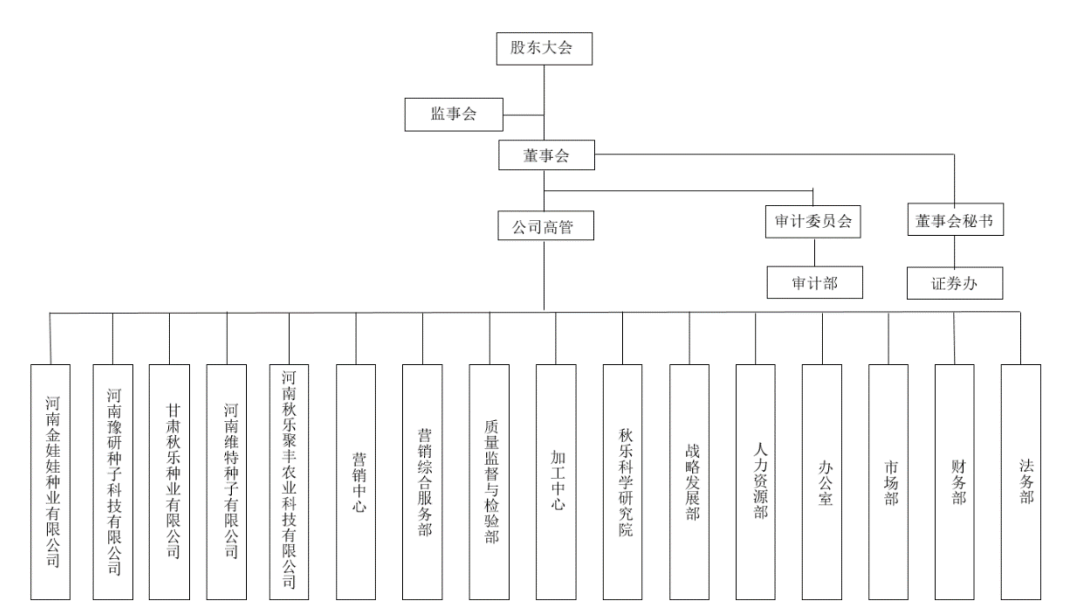 股东大会
监事会
董事会
公司高管
审计委员会
董事会秘书
审计部
证券办
河南金娃娃种业有限公司
河南豫研种子科技有限公司
甘肃秋乐种业有限公司
河南维特种子有限公司
河南秋乐聚丰农业科技有限公司
营销中心
营销综合服务部
质量监督与检验部
加工中心
秋乐科学研究院
战略发展部
人力资源部
办公室
市场部
财务部
法务部